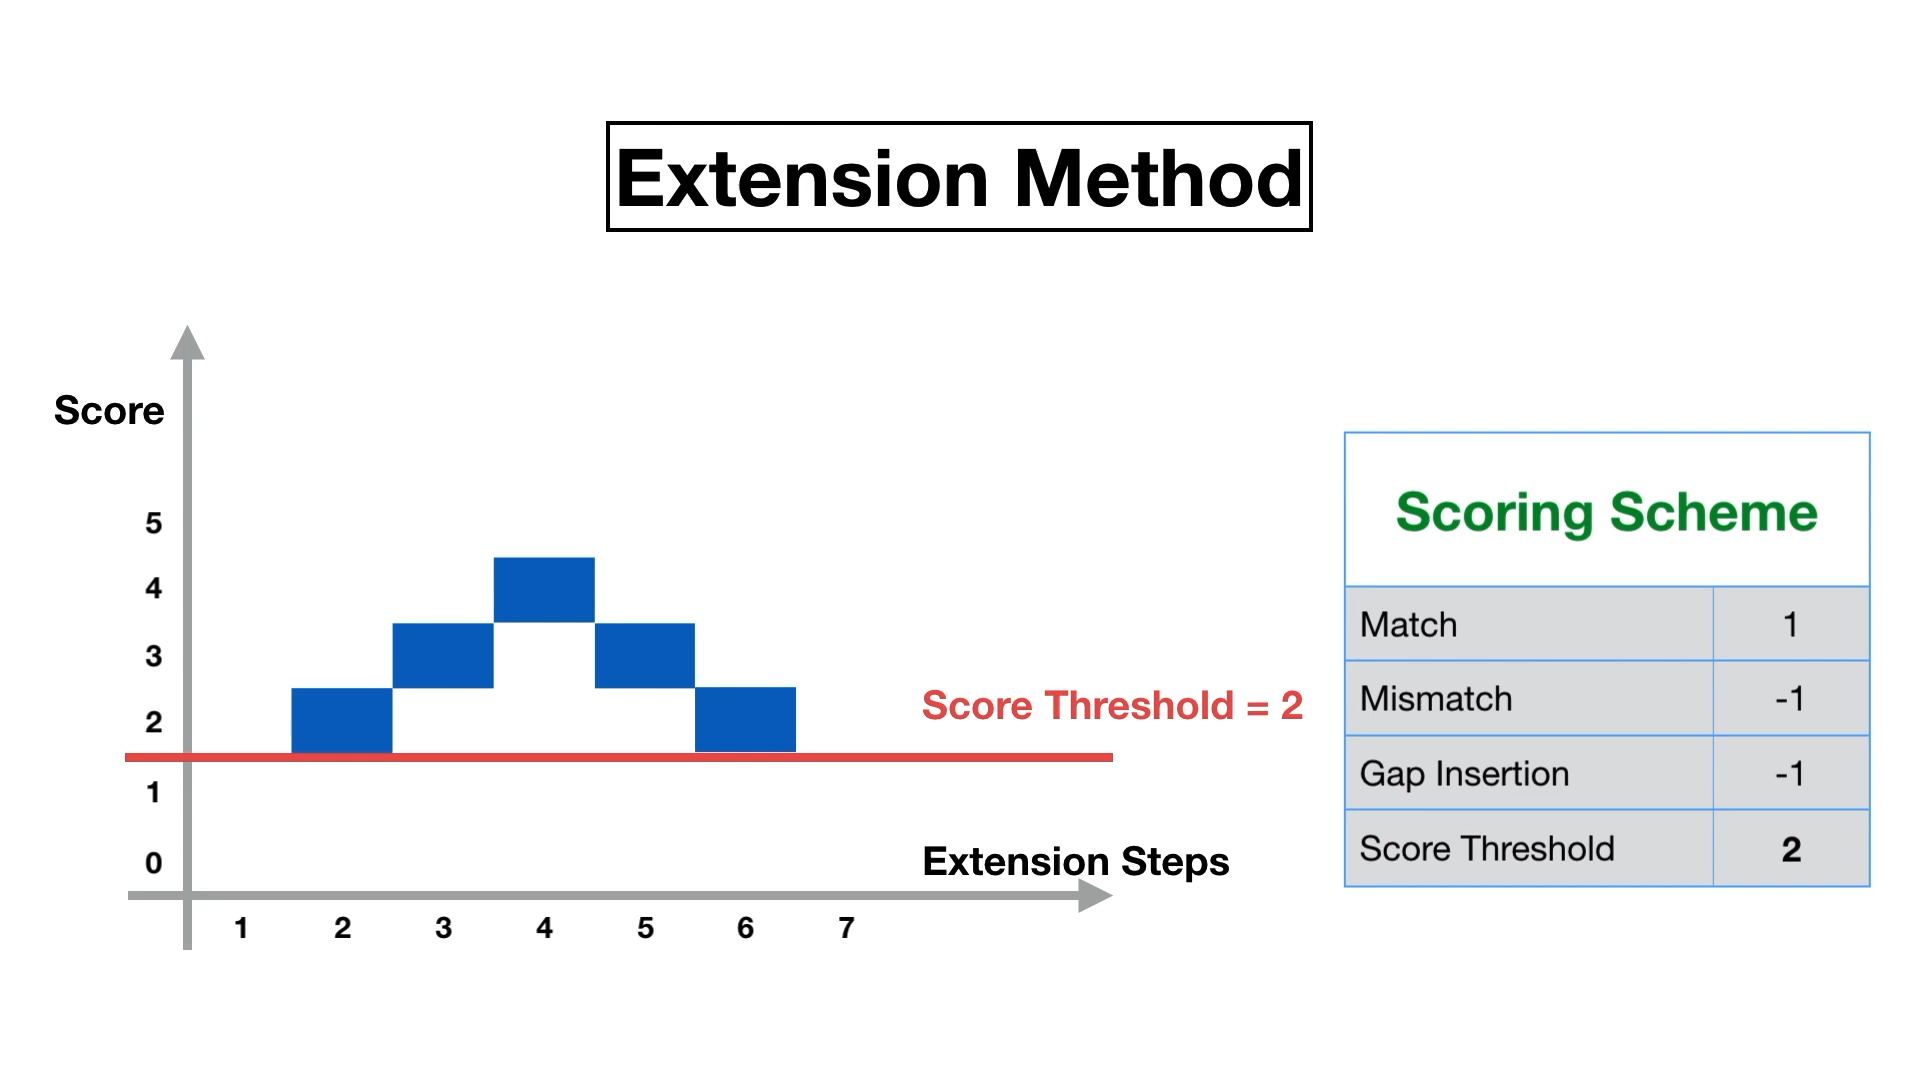 Extension Method
Score
5
4
3
2
1
0
Score Threshold = 2
Extension Steps
1 2 3 4 5 6 7
Scoring Scheme
Match 1
Mismatch -1
Gap Insertion -1
Score Threshold 2